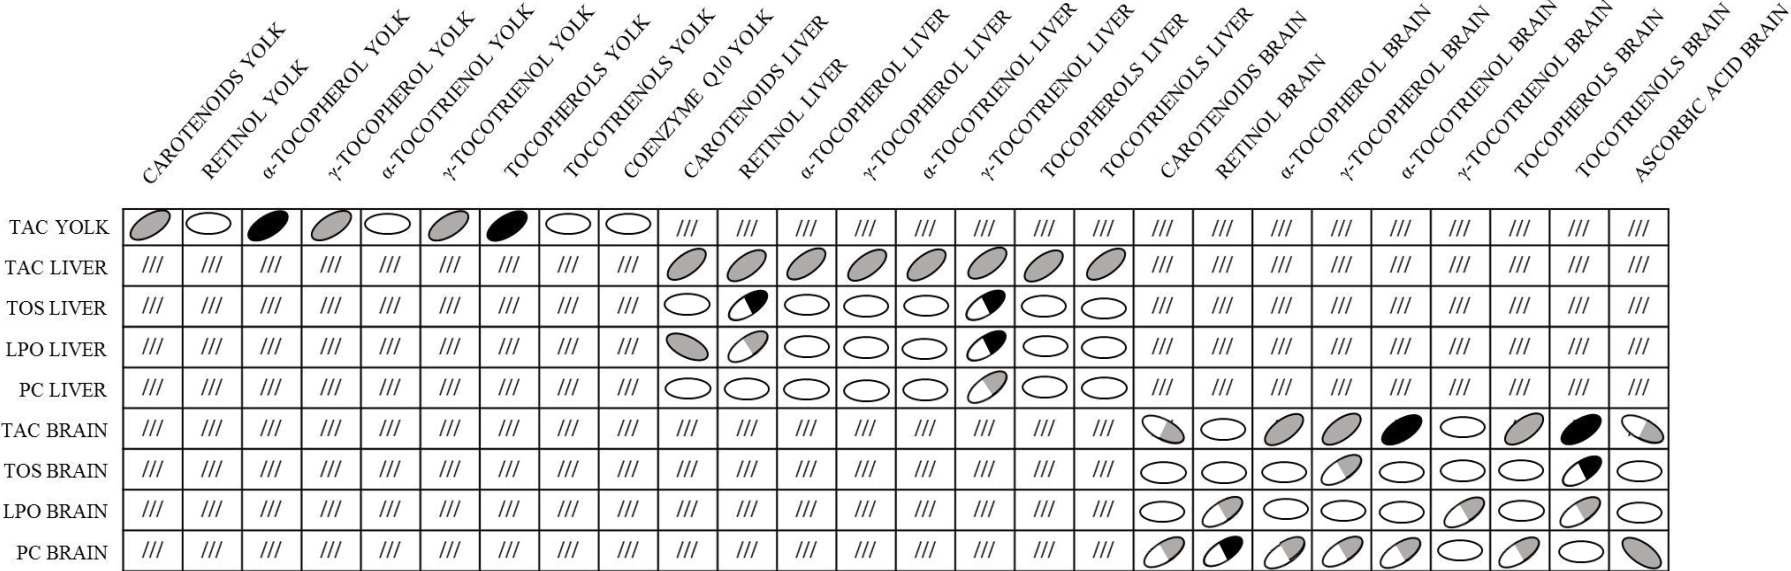 CAROTENOIDS YOLK
RETINOL YOLK
α-TOCOPHEROL YOLK
γ-TOCOPHEROL YOLK
α-TOCOTRIENOL YOLK
γ-TOCOTRIENOL YOLK
TOCOPHEROLS YOLK
TOCOTRIENOLS YOLK
COENZYME Q10 YOLK
CAROTENOIDS LIVER
RETINOL LIVER
α-TOCOPHEROL LIVER
γ-TOCOPHEROL LIVER
α-TOCOTRIENOL LIVER
γ-TOCOTRIENOL LIVER
TOCOPHEROLS LIVER
TOCOTRIENOLS LIVER
CAROTENOIDS BRAIN
RETINOL BRAIN
α-TOCOPHEROL BRAIN
γ-TOCOPHEROL BRAIN
α-TOCOTRIENOL BRAIN
γ-TOCOTRIENOL BRAIN
TOCOPHEROLS BRAIN
TOCOTRIENOLS BRAIN
ASCORBIC ACID BRAIN
TAC YOLK /// /// /// /// /// /// /// /// /// /// /// /// /// /// /// /// ///
TAC LIVER /// /// /// /// /// /// /// /// /// /// /// /// /// /// /// /// /// ///
TOS LIVER /// /// /// /// /// /// /// /// /// /// /// /// /// /// /// /// /// ///
LPO LIVER /// /// /// /// /// /// /// /// /// /// /// /// /// /// /// /// /// ///
PC LIVER /// /// /// /// /// /// /// /// /// /// /// /// /// /// /// /// /// ///
TAC BRAIN /// /// /// /// /// /// /// /// /// /// /// /// /// /// /// /// ///
TOS BRAIN /// /// /// /// /// /// /// /// /// /// /// /// /// /// /// /// ///
LPO BRAIN /// /// /// /// /// /// /// /// /// /// /// /// /// /// /// /// ///
PC BRAIN /// /// /// /// /// /// /// /// /// /// /// /// /// /// /// /// ///